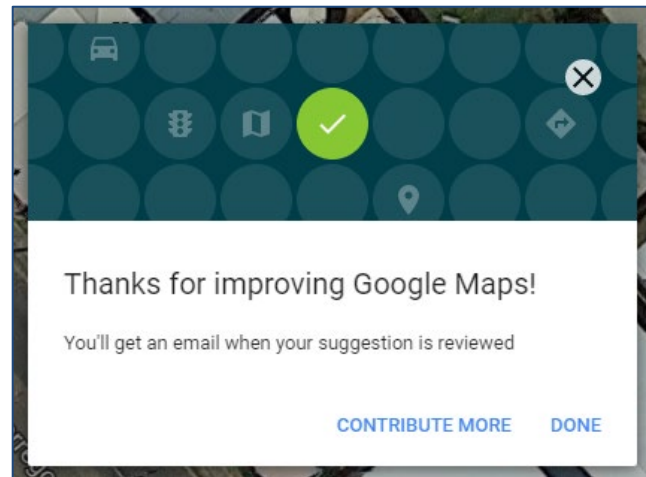 Thanks for improving Google Maps!
You'll get an email when your suggestion is reviewed
CONTRIBUTE MORE DONE